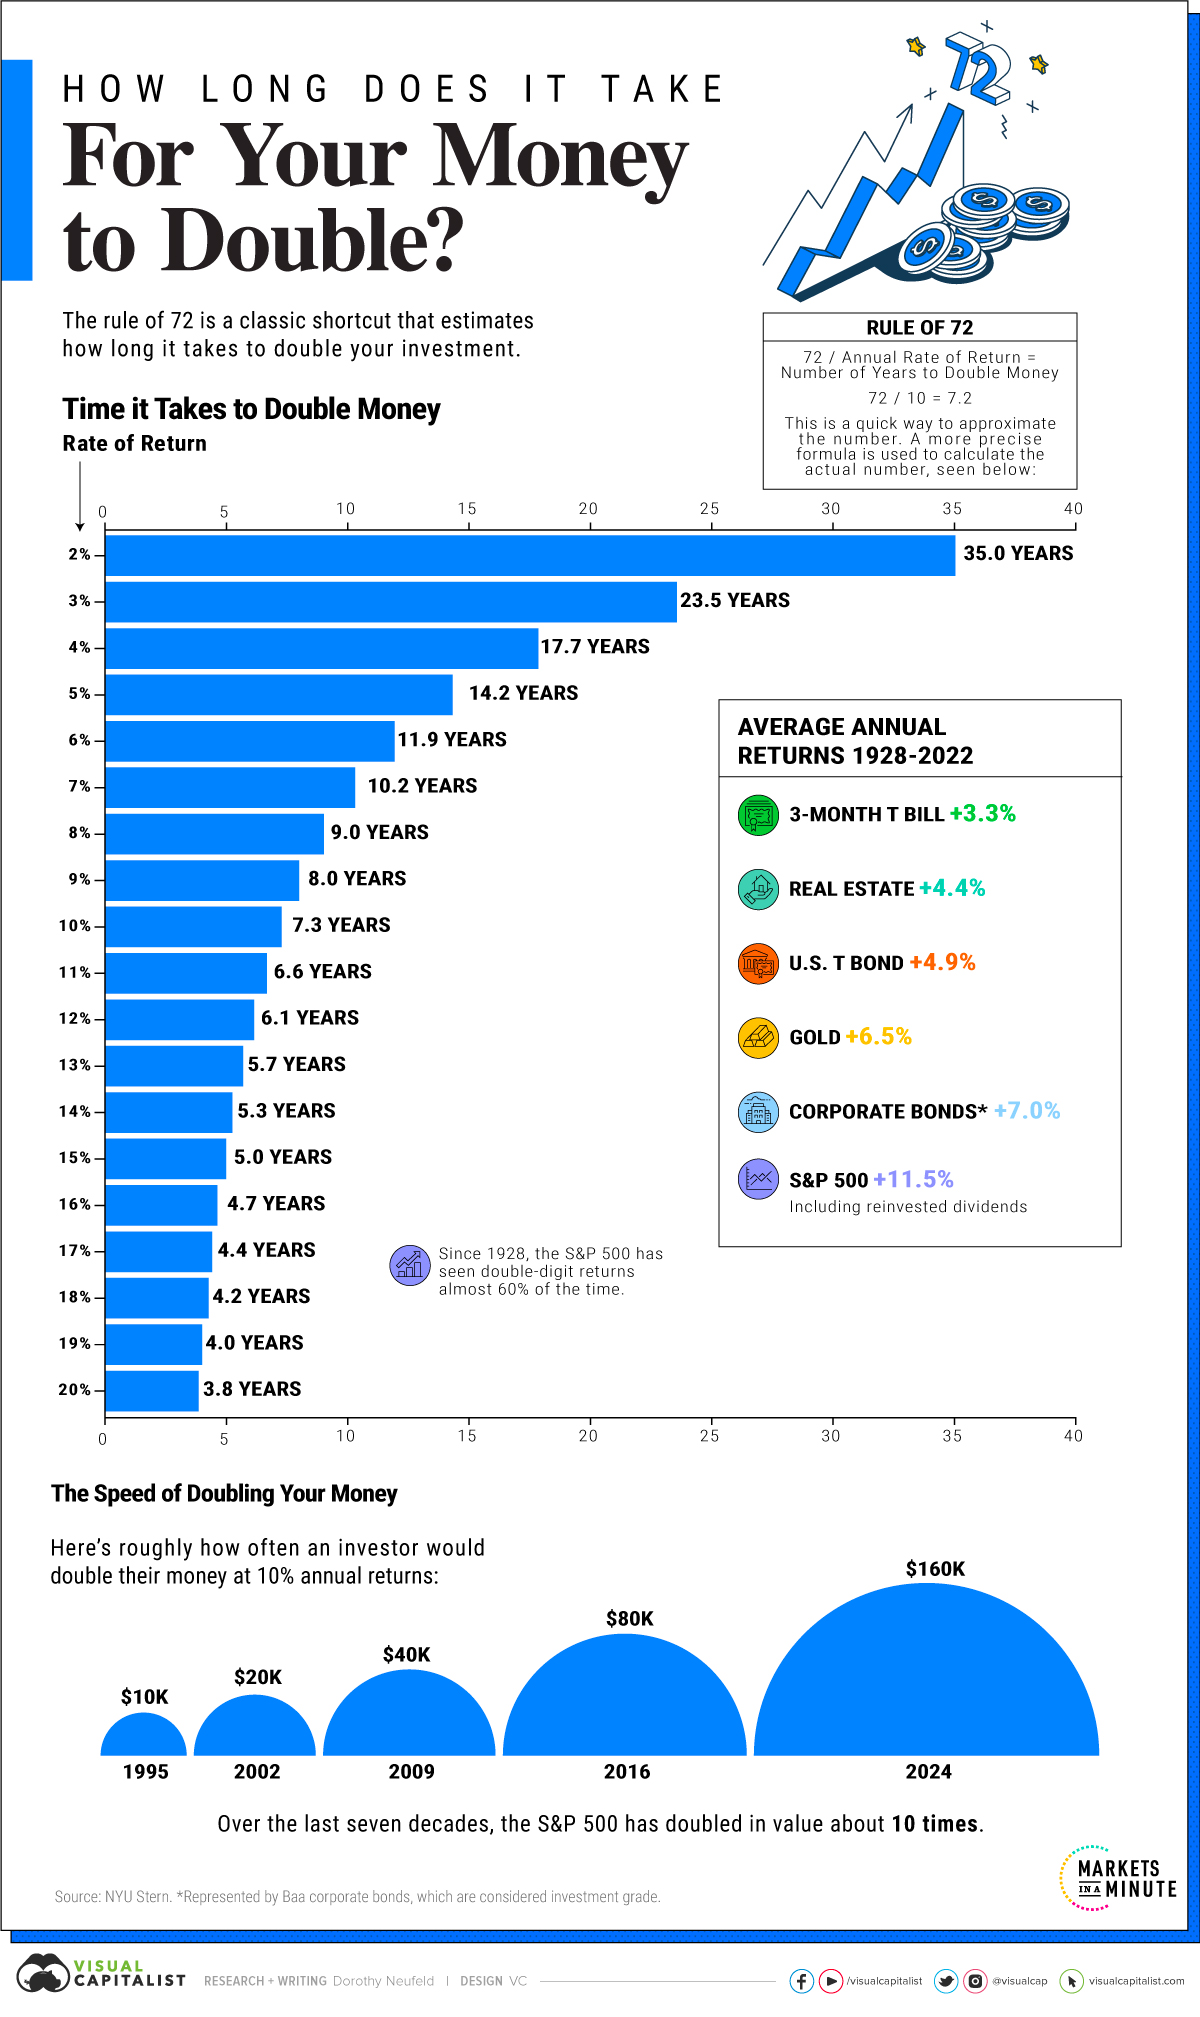 HOW LONG DOES IT TAKE
For Your Money
to Double?
72
The rule of 72 is a classic shortcut that estimates
how long it takes to double your investment.
RULE OF 72
72 / Annual Rate of Return =
Number of Years to Double Money
72 / 10 = 7.2
This is a quick way to approximate
the number. A more precise
formula is used to calculate the
actual number, seen below:
Time it Takes to Double Money
Rate of Return
0 5 10 15 20 25 30 35 40
2% 35.0 YEARS
3% 23.5 YEARS
4% 17.7 YEARS
5% 14.2 YEARS
6% 11.9 YEARS
7% 10.2 YEARS
8% 9.0 YEARS
9% 8.0 YEARS
10% 7.3 YEARS
11% 6.6 YEARS
12% 6.1 YEARS
13% 5.7 YEARS
14% 5.3 YEARS
15% 5.0 YEARS
16% 4.7 YEARS
17% 4.4 YEARS
18% 4.2 YEARS
19% 4.0 YEARS
20% 3.8 YEARS
0 5 10 15 20 25 30 35 40
AVERAGE ANNUAL
RETURNS 1928-2022
3-MONTH T BILL +3.3%
REAL ESTATE +4.4%
U.S. T BOND +4.9%
GOLD +6.5%
CORPORATE BONDS* +7.0%
S&P 500 +11.5%
Including reinvested dividends
Since 1928, the S&P 500 has
seen double-digit returns
almost 60% of the time.
The Speed of Doubling Your Money
Here's roughly how often an investor would
double their money at 10% annual returns:
$10K $20K $40K $80K $160K
1995 2002 2009 2016 2024
Over the last seven decades, the S&P 500 has doubled in value about 10 times.
Source: NYU Stern. *Represented by Baa corporate bonds, which are considered investment grade.
MARKETS
IN A MINUTE
VISUAL
CAPITALIST
RESEARCH + WRITING Dorothy Neufeld | DESIGN VC
/visualcapitalist @visualcap visualcapitalist.com